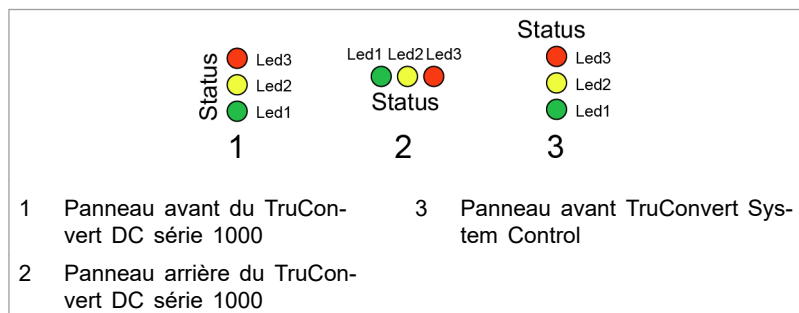 Status
Led3
Led2
Led1
1
Led1 Led2 Led3
Status
2
Status
Led3
Led2
Led1
3
1 Panneau avant du TruCon-
vert DC série 1000
2 Panneau arrière du TruCon-
vert DC série 1000
3 Panneau avant TruConvert Sys-
tem Control